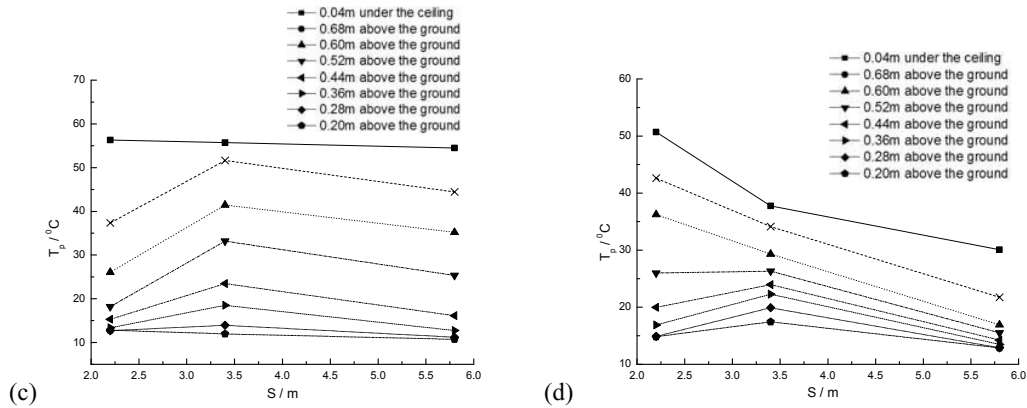 0.04m under the ceiling
0.68m above the ground
0.60m above the ground
0.52m above the ground
0.44m above the ground
0.36m above the ground
0.28m above the ground
0.20m above the ground
70
60
50
40
30
20
10
T_p / ⁰C
2.0 2.5 3.0 3.5 4.0 4.5 5.0 5.5 6.0
S / m
(c)
0.04m under the ceiling
0.68m above the ground
0.60m above the ground
0.52m above the ground
0.44m above the ground
0.36m above the ground
0.28m above the ground
0.20m above the ground
60
50
40
30
20
10
T_p / ⁰C
2.0 2.5 3.0 3.5 4.0 4.5 5.0 5.5 6.0
S / m
(d)